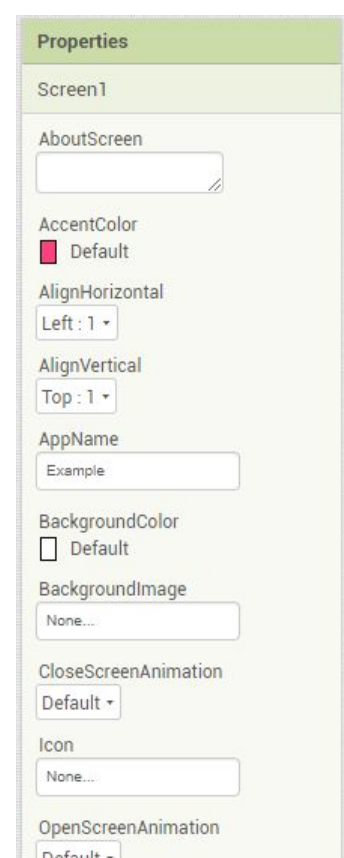 Properties
Screen1
AboutScreen
AccentColor
Default
AlignHorizontal
Left : 1
AlignVertical
Top : 1
AppName
Example
BackgroundColor
Default
BackgroundImage
None...
CloseScreenAnimation
Default
Icon
None...
OpenScreenAnimation
Default